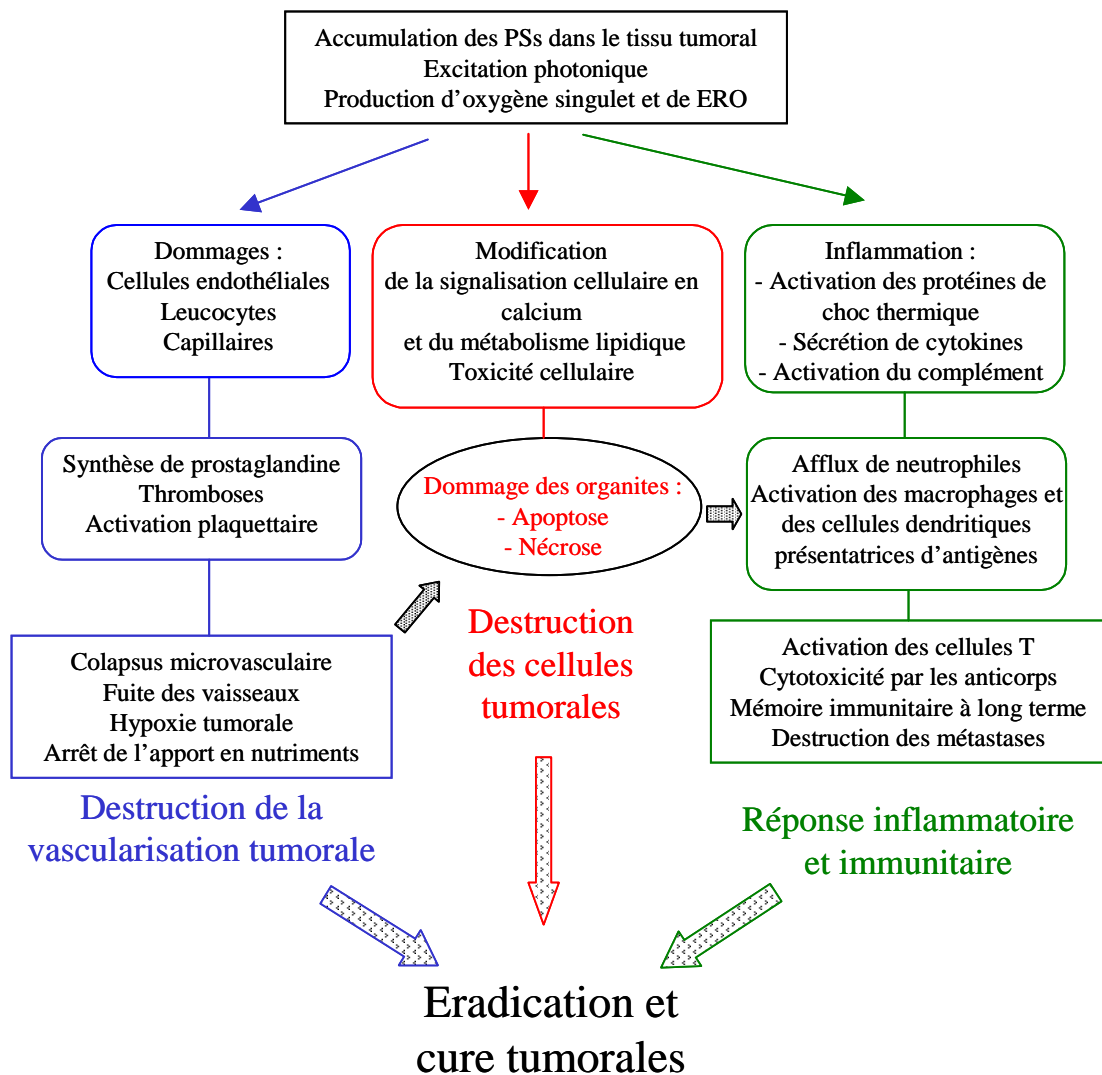 Accumulation des PSs dans le tissu tumoral
Excitation photonique
Production d'oxygène singulet et de ERO
Dommages :
Cellules endothéliales
Leucocytes
Capillaires
Synthèse de prostaglandine
Thromboses
Activation plaquettaire
Colapsus microvasculaire
Fuite des vaisseaux
Hypoxie tumorale
Arrêt de l'apport en nutriments
Destruction de la
vascularisation tumorale
Modification
de la signalisation cellulaire en
calcium
et du métabolisme lipidique
Toxicité cellulaire
Dommage des organites :
- Apoptose
- Nécrose
Destruction
des cellules
tumorales
Inflammation :
- Activation des protéines de
choc thermique
- Sécrétion de cytokines
- Activation du complément
Afflux de neutrophiles
Activation des macrophages et
des cellules dendritiques
présentatrices d'antigènes
Activation des cellules T
Cytotoxicité par les anticorps
Mémoire immunitaire à long terme
Destruction des métastases
Réponse inflammatoire
et immunitaire
Eradication et
cure tumorales